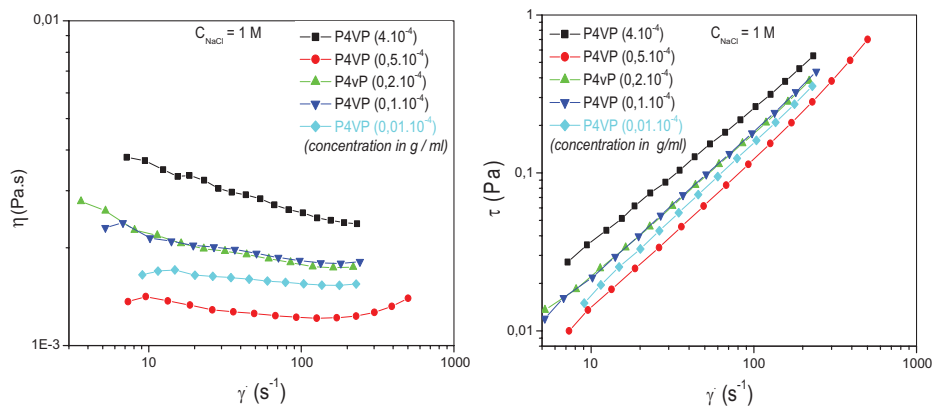 0,01
C_NaCl = 1 M
P4VP (4.10⁻⁴)
P4VP (0,5.10⁻⁴)
P4vP (0,2.10⁻⁴)
P4VP (0,1.10⁻⁴)
P4VP (0,01.10⁻⁴)
(concentration in g / ml)
η (Pa.s)
1E-3
10
100
1000
γ˙ (s⁻¹)
1
P4VP (4.10⁻⁴)
C_NaCl = 1 M
P4VP (0,5.10⁻⁴)
P4vP (0,2.10⁻⁴)
P4VP (0,1.10⁻⁴)
P4VP (0,01.10⁻⁴)
(concentration in g/ml)
τ (Pa)
0,1
0,01
10
100
1000
γ˙ (s⁻¹)